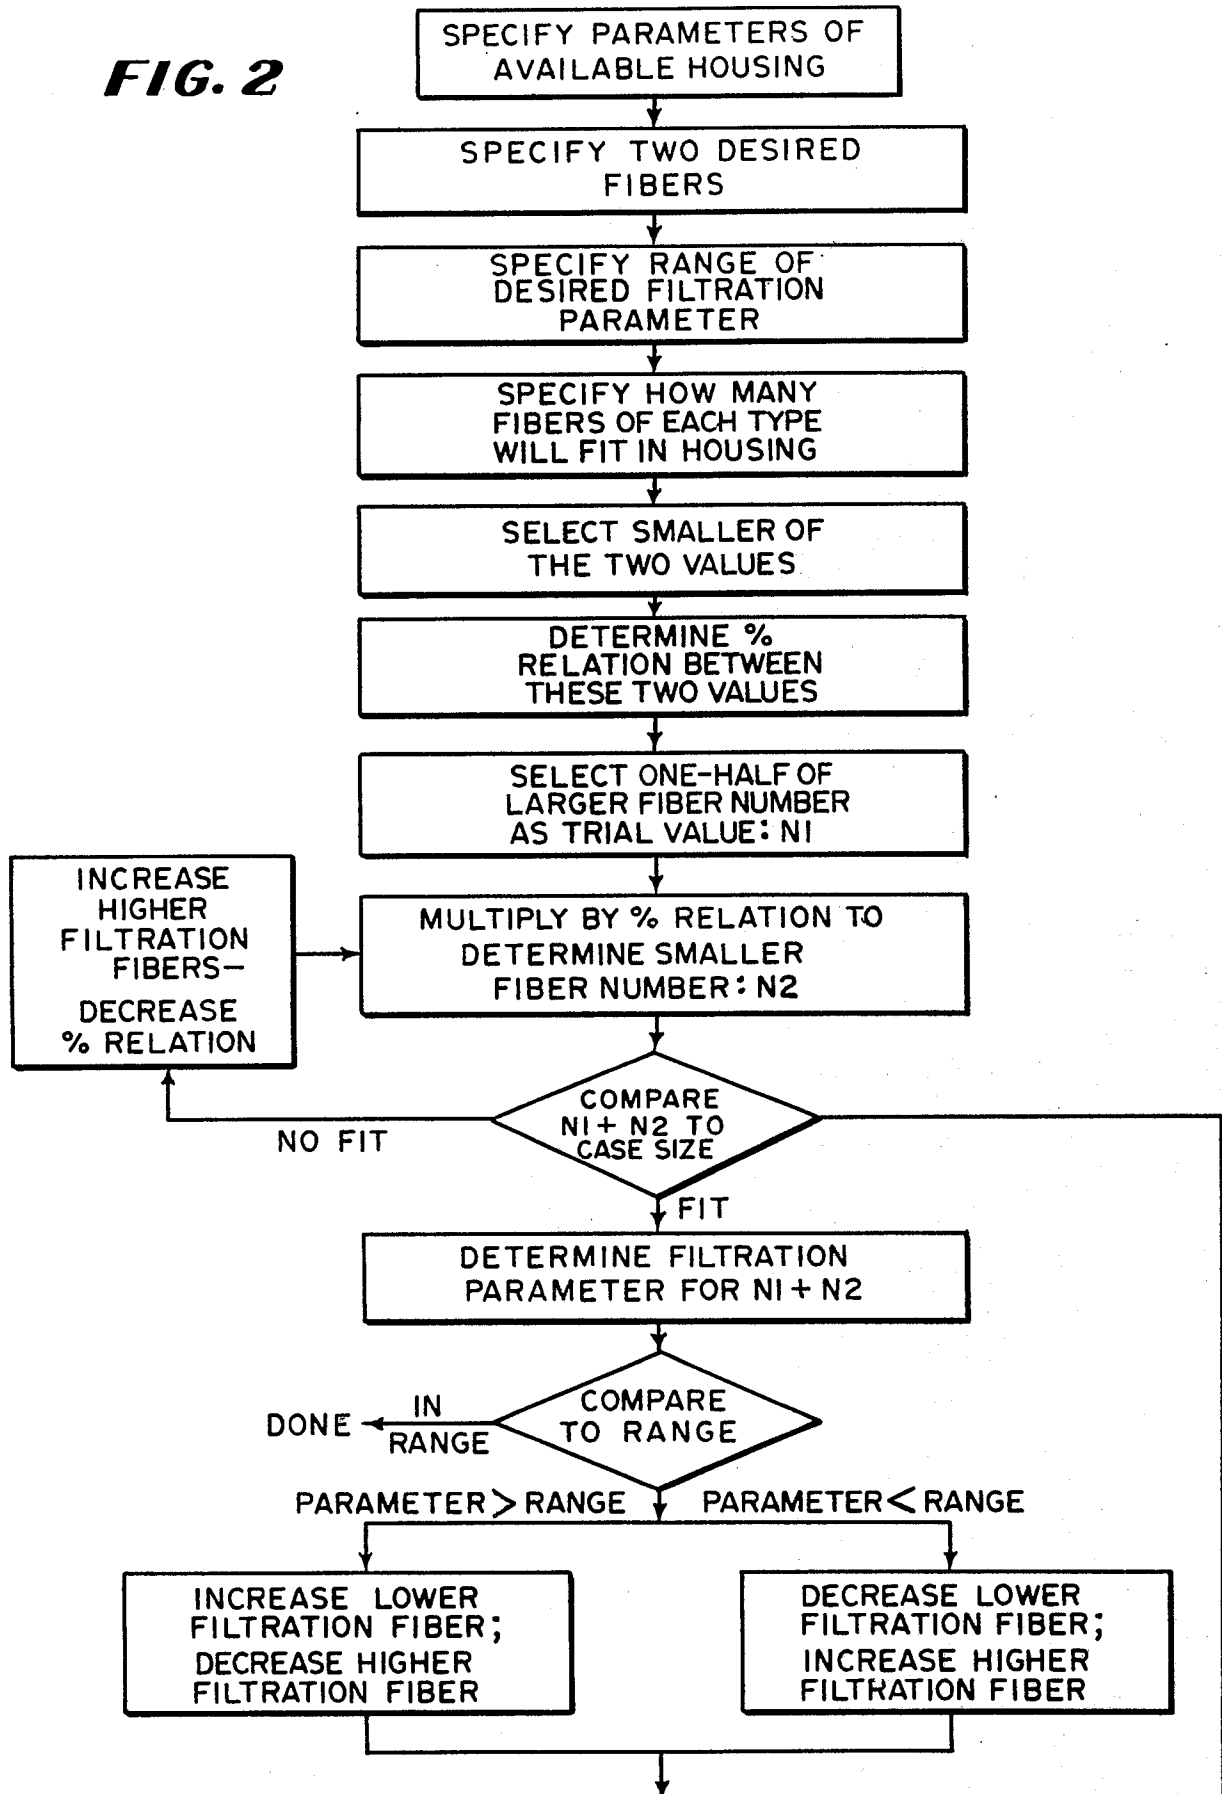 FIG. 2
SPECIFY PARAMETERS OF
AVAILABLE HOUSING
SPECIFY TWO DESIRED
FIBERS
SPECIFY RANGE OF
DESIRED FILTRATION
PARAMETER
SPECIFY HOW MANY
FIBERS OF EACH TYPE
WILL FIT IN HOUSING
SELECT SMALLER OF
THE TWO VALUES
DETERMINE %
RELATION BETWEEN
THESE TWO VALUES
SELECT ONE-HALF OF
LARGER FIBER NUMBER
AS TRIAL VALUE: N1
INCREASE
HIGHER
FILTRATION
FIBERS-
DECREASE
% RELATION
MULTIPLY BY % RELATION TO
DETERMINE SMALLER
FIBER NUMBER: N2
COMPARE
N1+ N2 TO
CASE SIZE
NO FIT
FIT
DETERMINE FILTRATION
PARAMETER FOR N1+N2
COMPARE
TO RANGE
DONE
IN
RANGE
PARAMETER>RANGE
PARAMETER<RANGE
INCREASE LOWER
FILTRATION FIBER;
DECREASE HIGHER
FILTRATION FIBER
DECREASE LOWER
FILTRATION FIBER;
INCREASE HIGHER
FILTRATION FIBER